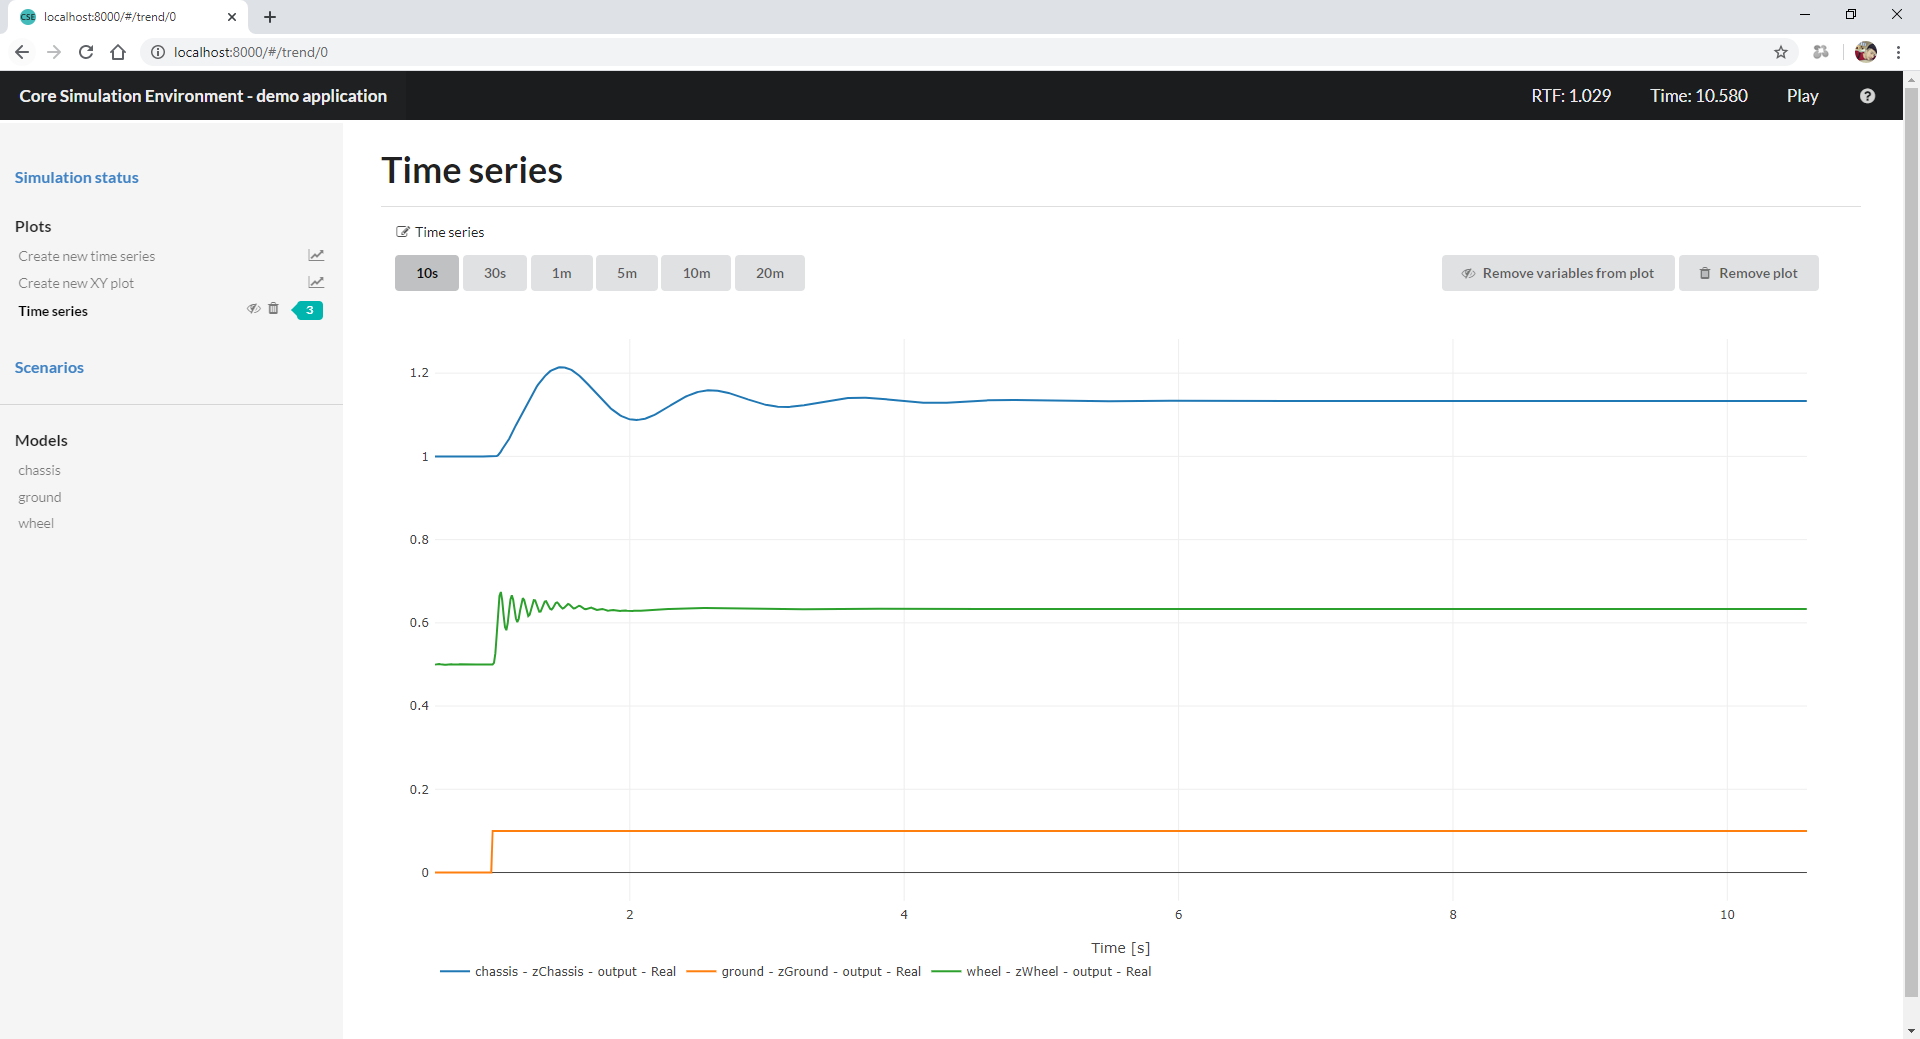 CSE localhost:8000/#/trend/0
localhost:8000/#/trend/0
Core Simulation Environment - demo application RTF: 1.029 Time: 10.580 Play ?
Time series
Simulation status
Plots
Create new time series
Create new XY plot
Time series 3
Scenarios
Models
chassis
ground
wheel
Time series
10s 30s 1m 5m 10m 20m Remove variables from plot Remove plot
1.2
1
0.8
0.6
0.4
0.2
0
2 4 6 8 10
Time [s]
chassis - zChassis - output - Real ground - zGround - output - Real wheel - zWheel - output - Real